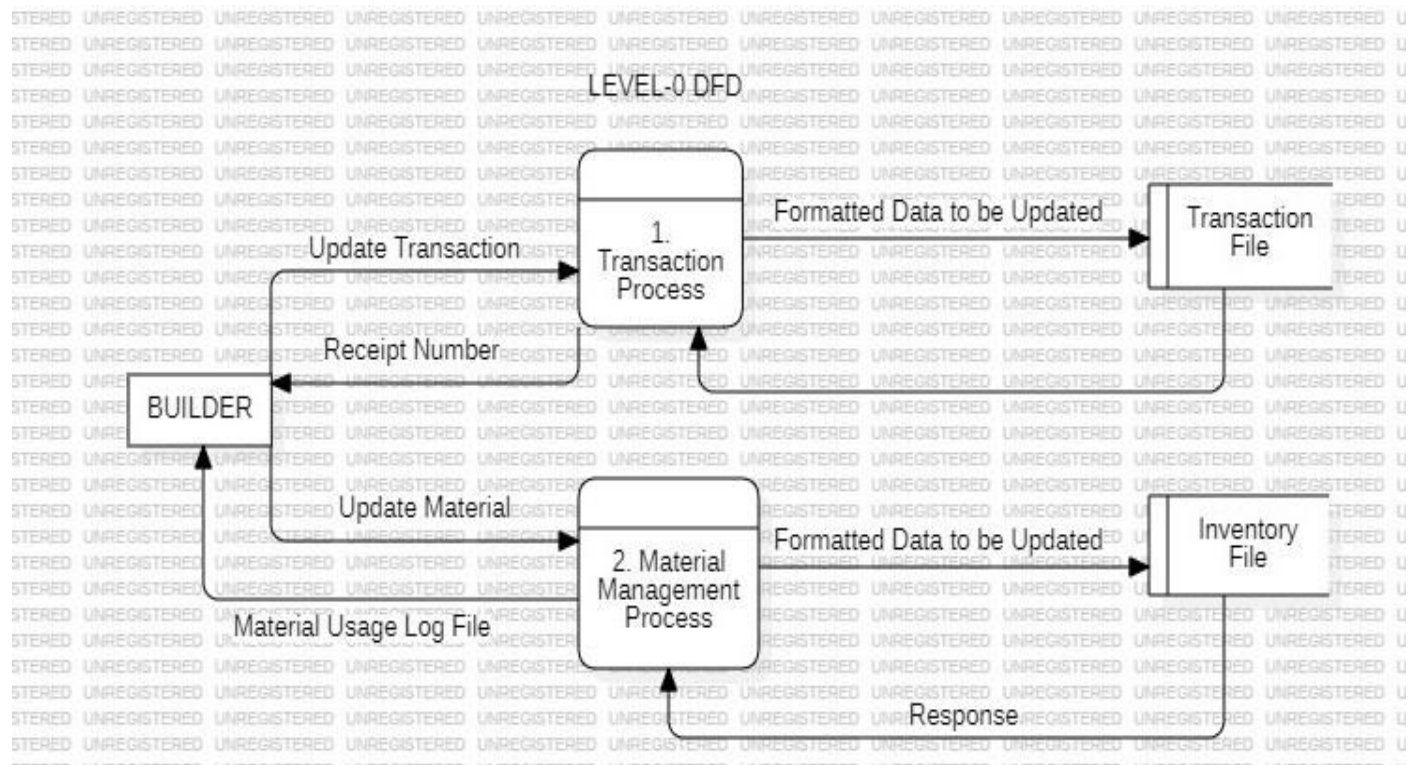 LEVEL-0 DFD
1.
Transaction
Process
Formatted Data to be Updated
Transaction
File
Update Transaction
Receipt Number
BUILDER
Update Material
2. Material
Management
Process
Formatted Data to be Updated
Inventory
File
Material Usage Log File
Response
UNREGISTERED